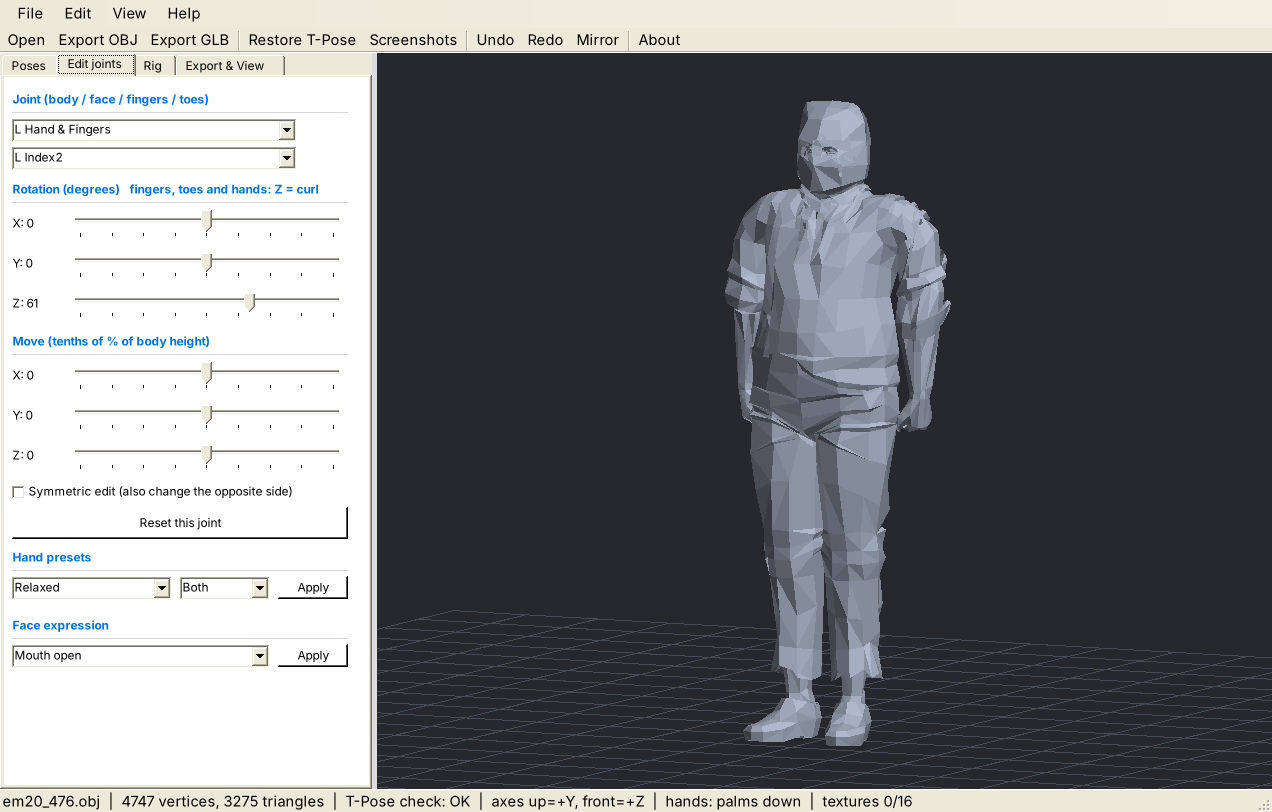 File Edit View Help
Open Export OBJ Export GLB Restore T-Pose Screenshots Undo Redo Mirror About
Poses Edit joints Rig Export & View
Joint (body / face / fingers / toes)
L Hand & Fingers
L Index2
Rotation (degrees) fingers, toes and hands: Z = curl
X: 0
Y: 0
Z: 61
Move (tenths of % of body height)
X: 0
Y: 0
Z: 0
Symmetric edit (also change the opposite side)
Reset this joint
Hand presets
Relaxed Both Apply
Face expression
Mouth open Apply
em20_476.obj | 4747 vertices, 3275 triangles | T-Pose check: OK | axes up=+Y, front=+Z | hands: palms down | textures 0/16